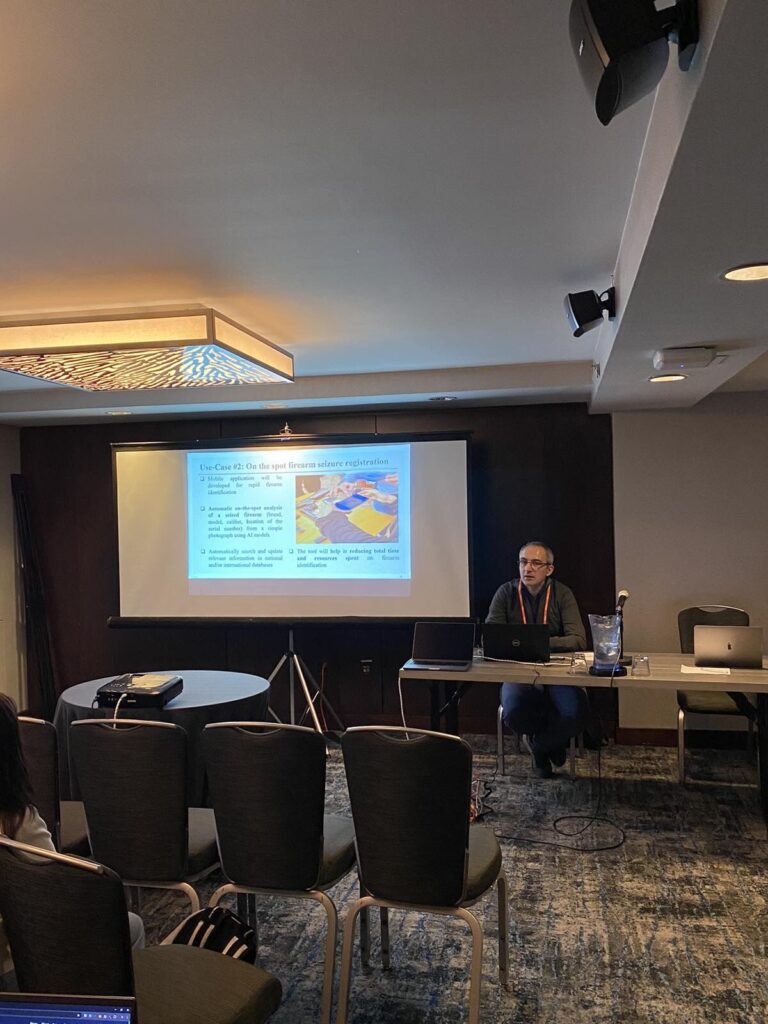 Use-Case #2: On the spot firearm seizure registration
❑ Mobile application will be
developed for rapid firearm
identification
❑ Automatic on-the-spot analysis
of a seized firearm (brand,
model, caliber, location of the
serial number) from a simple
photograph using AI models
❑ Automatically search and update
relevant information in national
and/or international databases
❑ The tool will help in reducing total time
and resources spent on firearm
identification
DELL